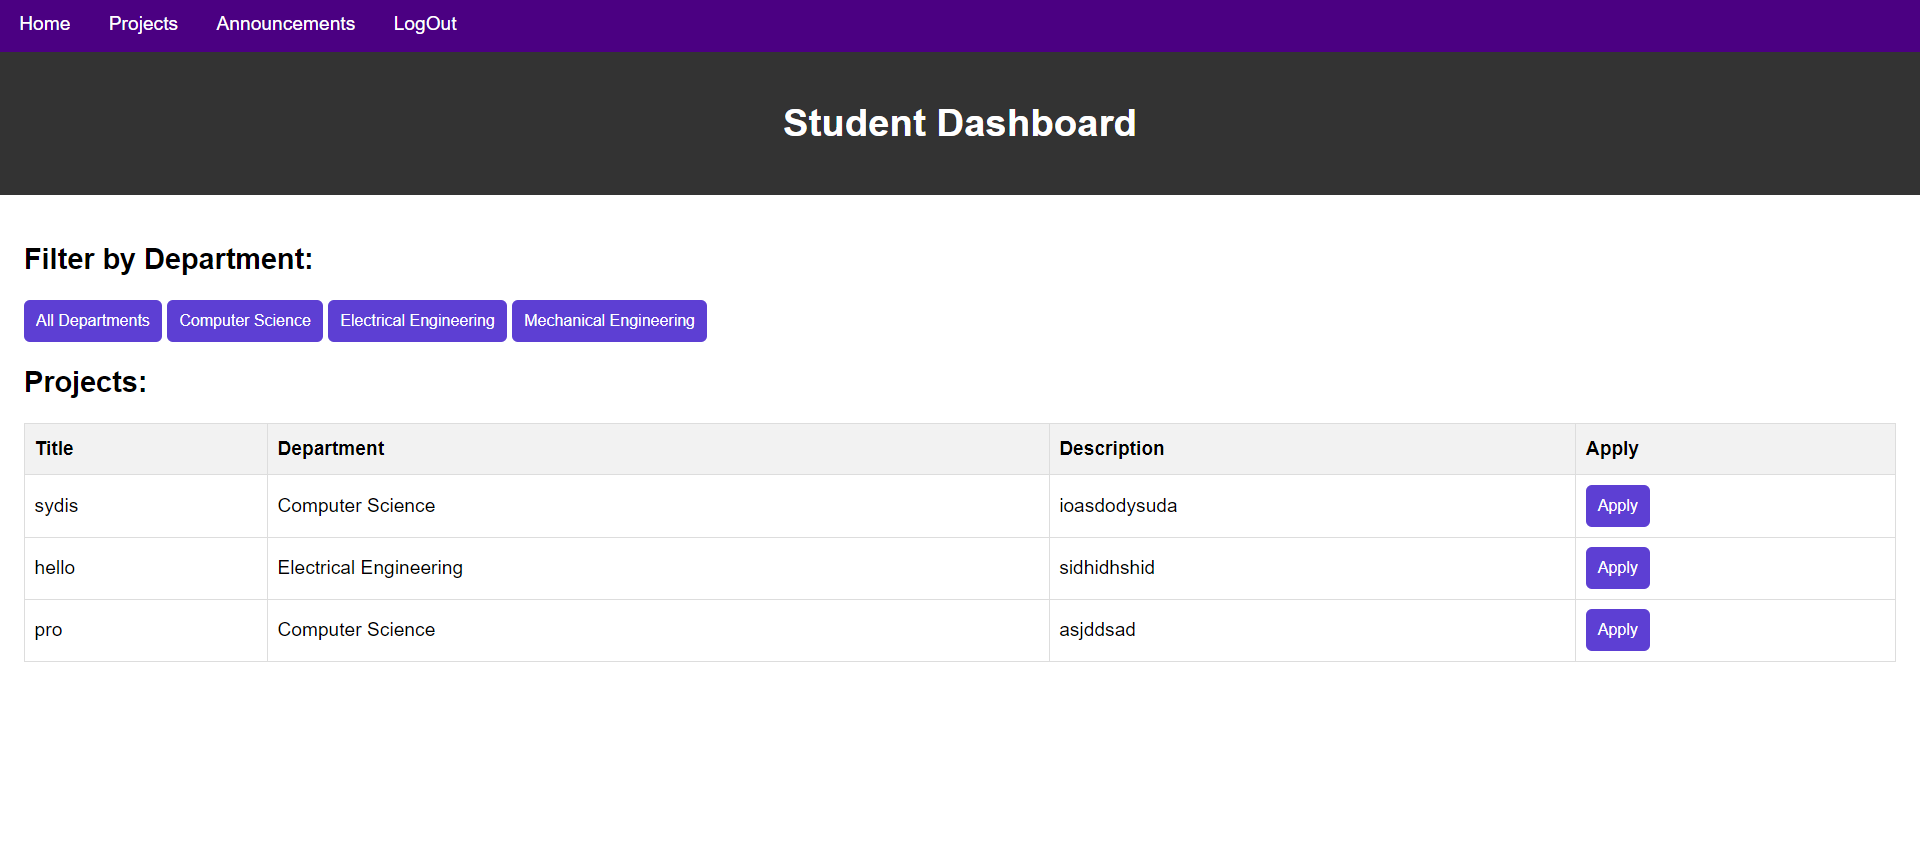 Home Projects Announcements LogOut
Student Dashboard
Filter by Department:
All Departments Computer Science Electrical Engineering Mechanical Engineering
Projects:
Title Department Description Apply
sydis Computer Science ioasdodysuda Apply
hello Electrical Engineering sidhidhshid Apply
pro Computer Science asjddsad Apply